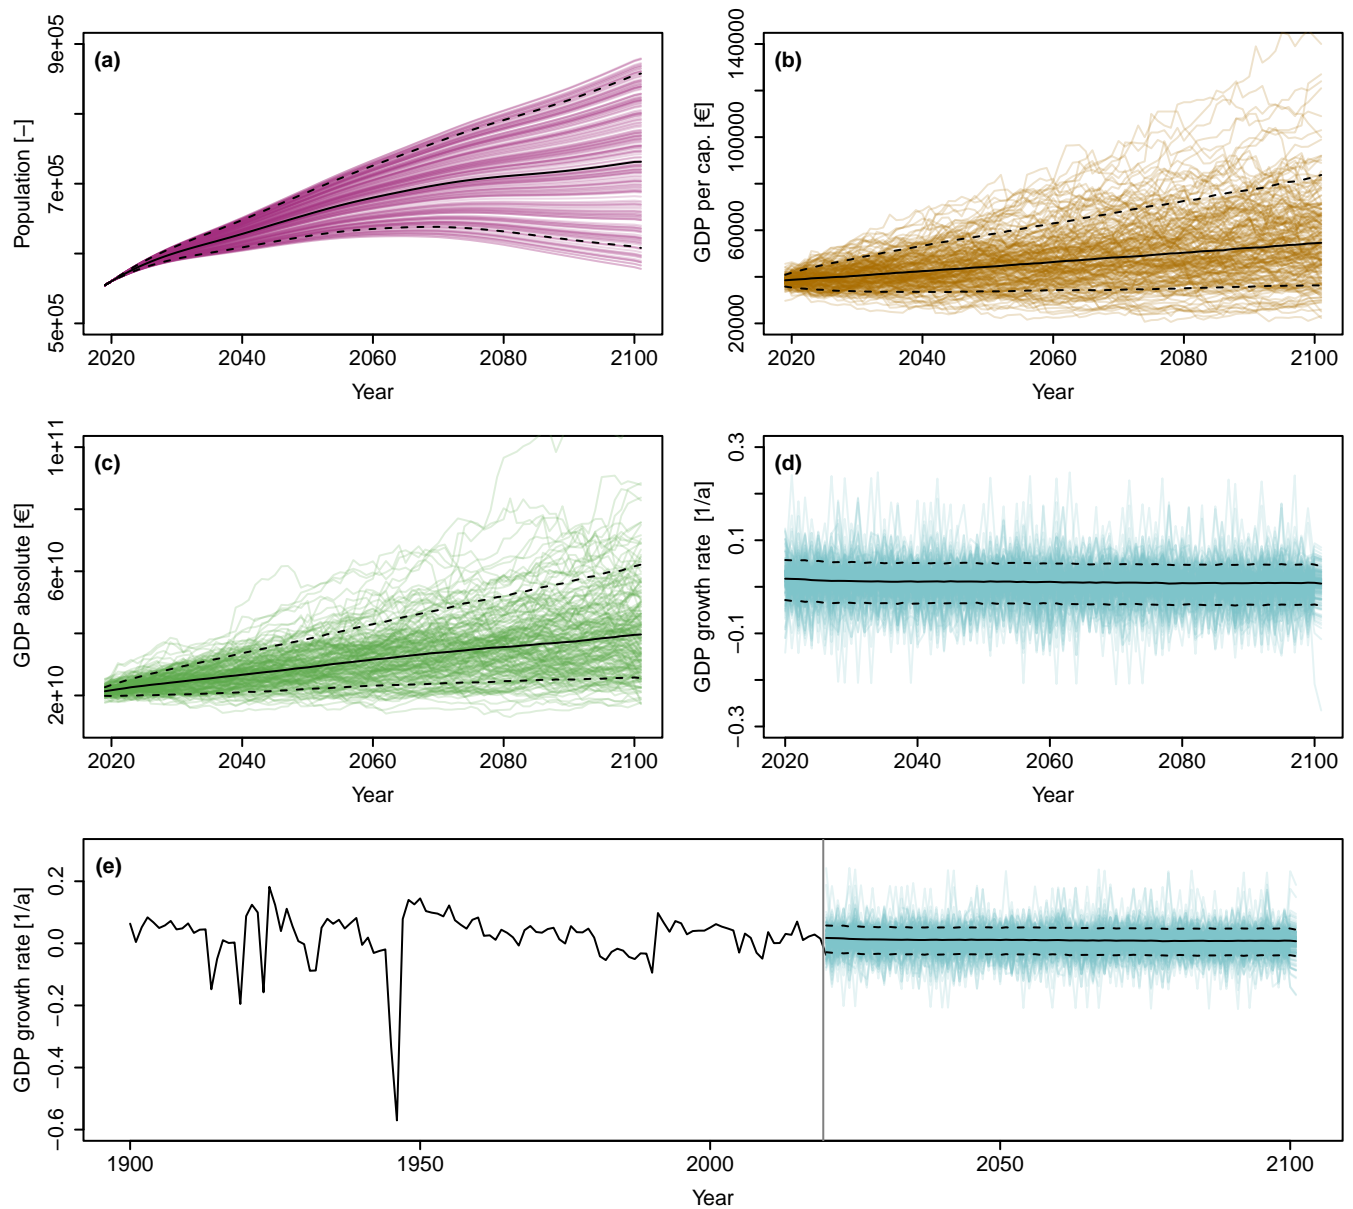 (a)
Population [−]
5e+05 7e+05 9e+05
2020 2040 2060 2080 2100
Year
(b)
GDP per cap. [€]
20000 60000 100000 140000
2020 2040 2060 2080 2100
Year
(c)
GDP absolute [€]
2e+10 6e+10 1e+11
2020 2040 2060 2080 2100
Year
(d)
GDP growth rate [1/a]
−0.3 −0.1 0.1 0.3
2020 2040 2060 2080 2100
Year
(e)
GDP growth rate [1/a]
−0.6 −0.4 −0.2 0.0 0.2
1900 1950 2000 2050 2100
Year